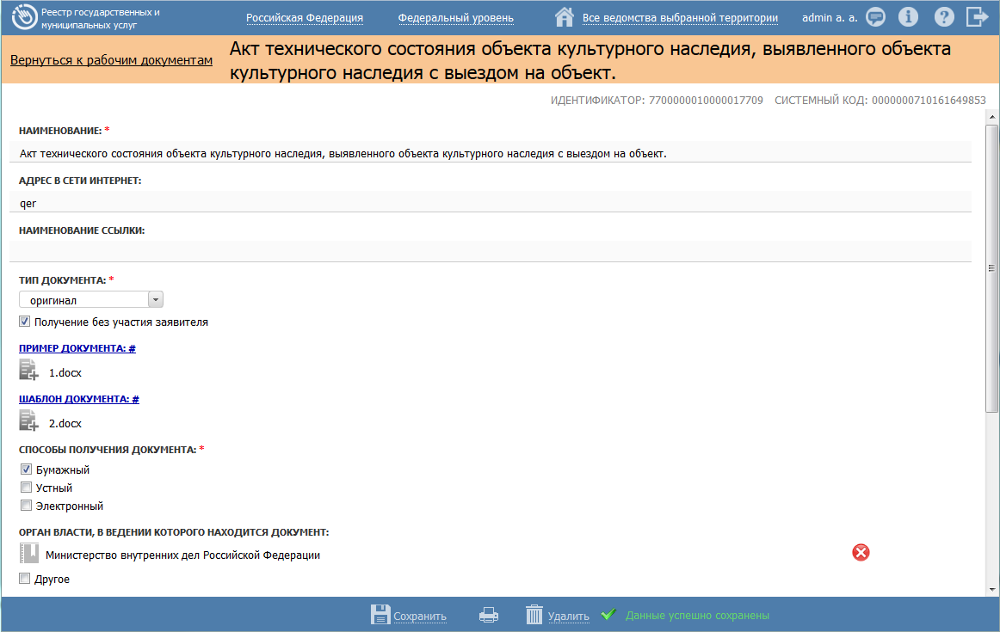 Реестр государственных и
муниципальных услуг
Российская Федерация
Федеральный уровень
Все ведомства выбранной территории
admin a. a.
Вернуться к рабочим документам
Акт технического состояния объекта культурного наследия, выявленного объекта
культурного наследия с выездом на объект.
ИДЕНТИФИКАТОР: 7700000010000017709 СИСТЕМНЫЙ КОД: 0000000710161649853
НАИМЕНОВАНИЕ: *
Акт технического состояния объекта культурного наследия, выявленного объекта культурного наследия с выездом на объект.
АДРЕС В СЕТИ ИНТЕРНЕТ:
qer
НАИМЕНОВАНИЕ ССЫЛКИ:
ТИП ДОКУМЕНТА: *
оригинал
Получение без участия заявителя
ПРИМЕР ДОКУМЕНТА: #
1.docx
ШАБЛОН ДОКУМЕНТА: #
2.docx
СПОСОБЫ ПОЛУЧЕНИЯ ДОКУМЕНТА: *
Бумажный
Устный
Электронный
ОРГАН ВЛАСТИ, В ВЕДЕНИИ КОТОРОГО НАХОДИТСЯ ДОКУМЕНТ:
Министерство внутренних дел Российской Федерации
Другое
Сохранить
Удалить
Данные успешно сохранены